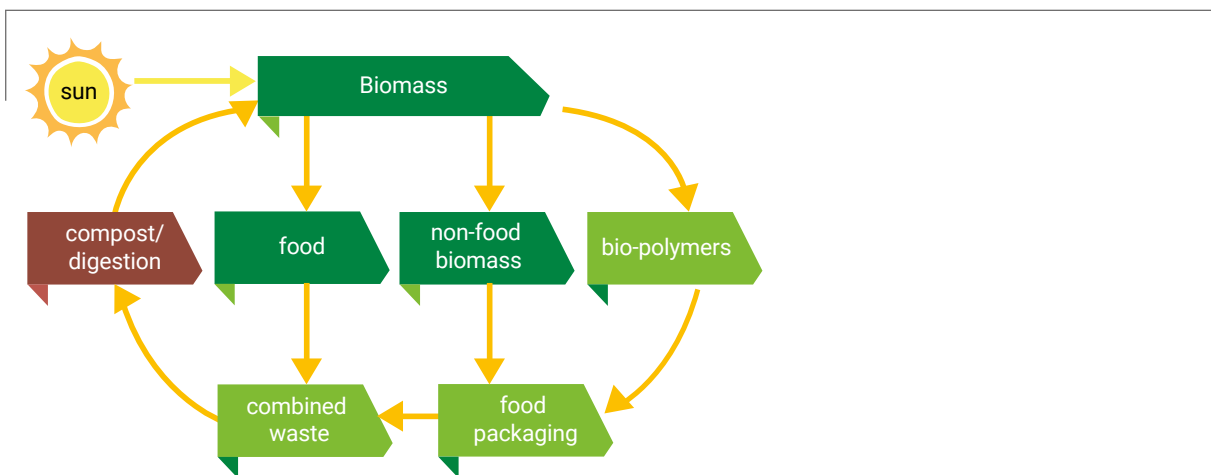 sun
Biomass
compost/
digestion
food
non-food
biomass
bio-polymers
combined
waste
food
packaging